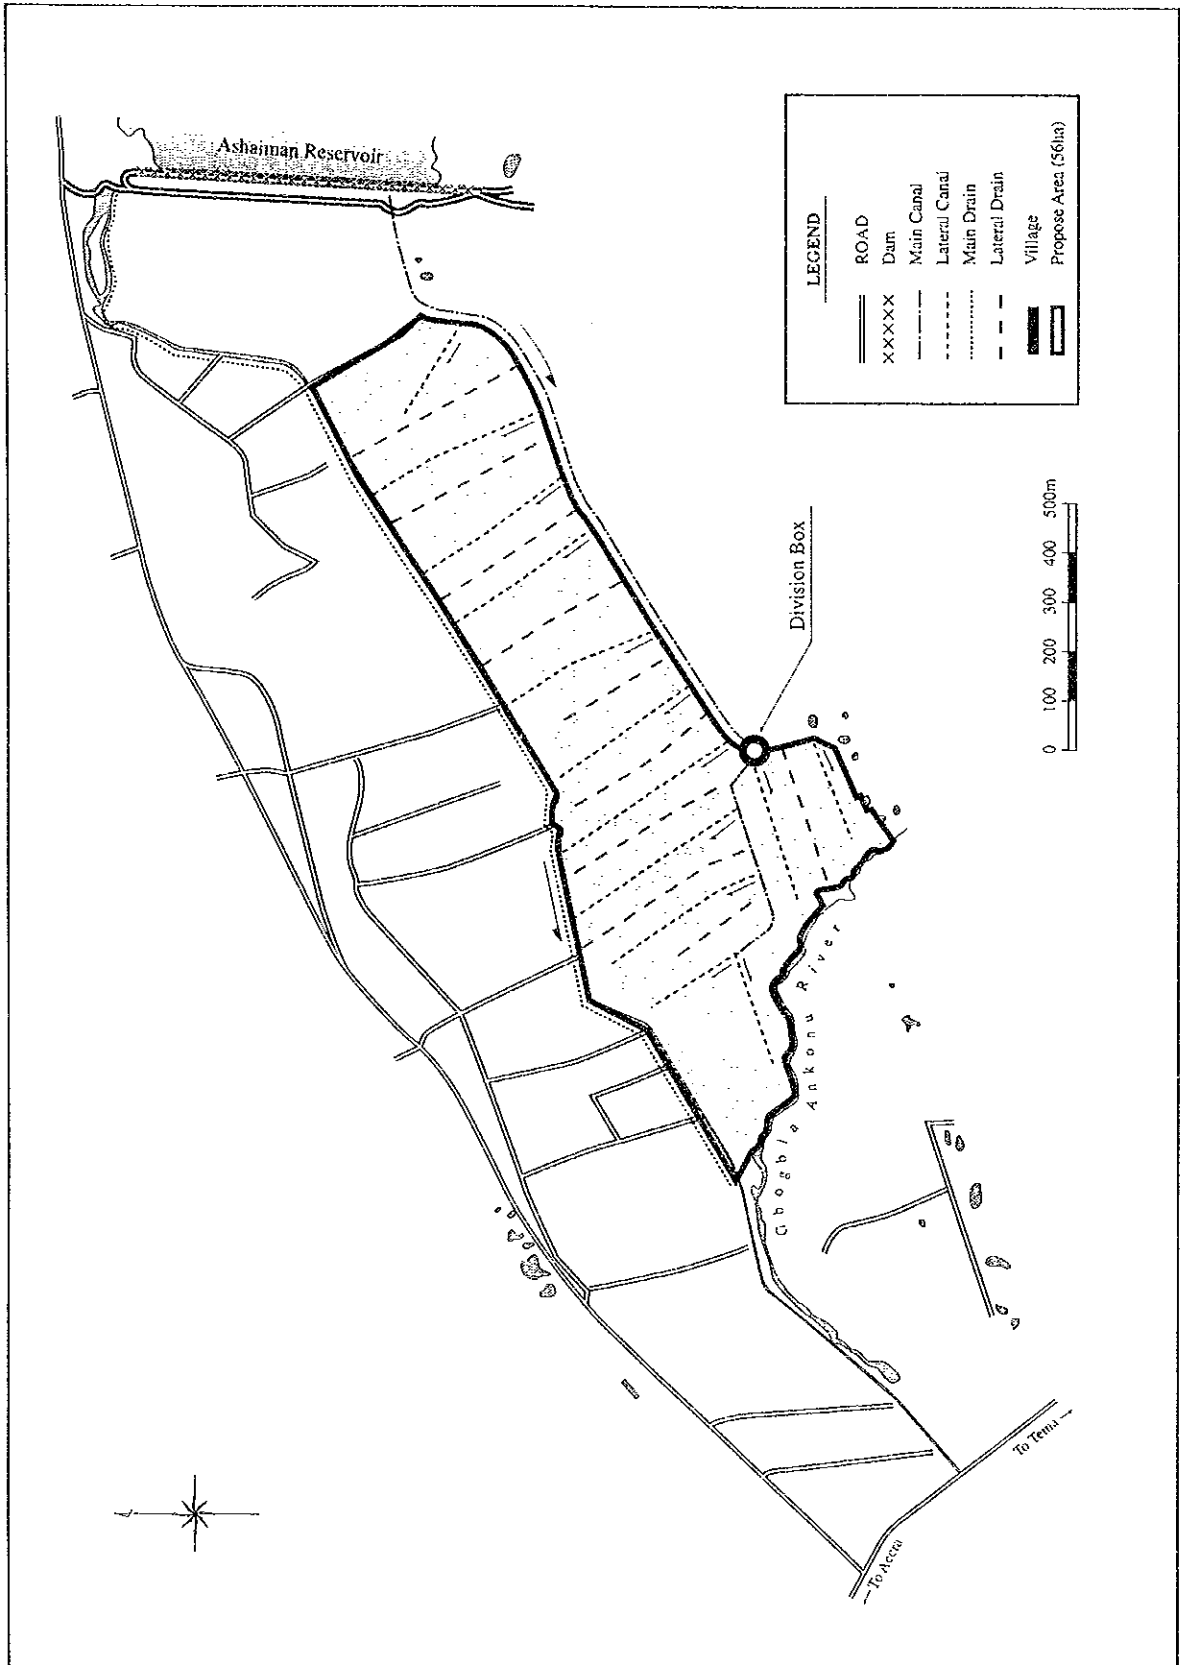 Ashaiman Reservoir
LEGEND
ROAD
Dam
Main Canal
Lateral Canal
Main Drain
Lateral Drain
Village
Propose Area (56ha)
Division Box
0 100 200 300 400 500m
Gbogbla Ankonu River
To Tema
To Accra